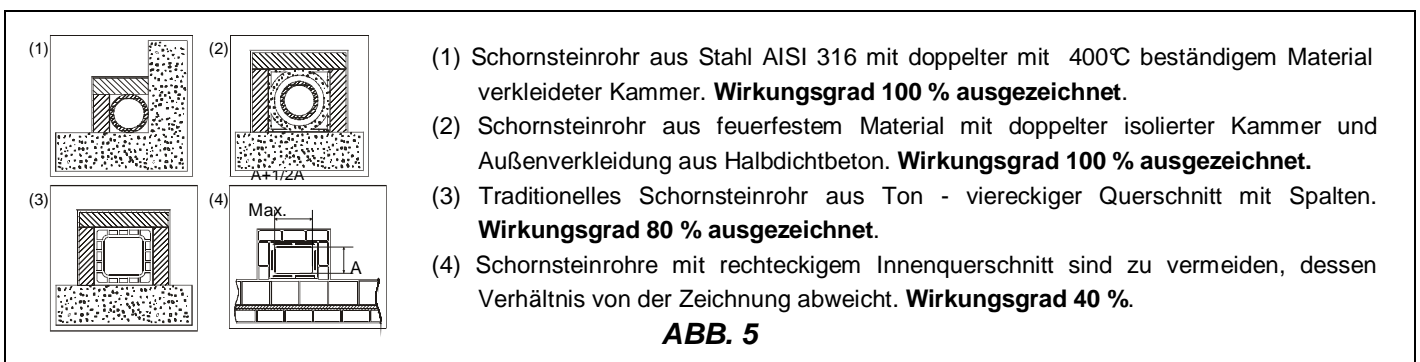 (1)
(2)
A+1/2A
(3)
(4)
Max.
A
(1) Schornsteinrohr aus Stahl AISI 316 mit doppelter mit 400℃ beständigem Material
verkleideter Kammer. Wirkungsgrad 100 % ausgezeichnet.
(2) Schornsteinrohr aus feuerfestem Material mit doppelter isolierter Kammer und
Außenverkleidung aus Halbdichtbeton. Wirkungsgrad 100 % ausgezeichnet.
(3) Traditionelles Schornsteinrohr aus Ton - viereckiger Querschnitt mit Spalten.
Wirkungsgrad 80 % ausgezeichnet.
(4) Schornsteinrohre mit rechteckigem Innenquerschnitt sind zu vermeiden, dessen
Verhältnis von der Zeichnung abweicht. Wirkungsgrad 40 %.
ABB. 5